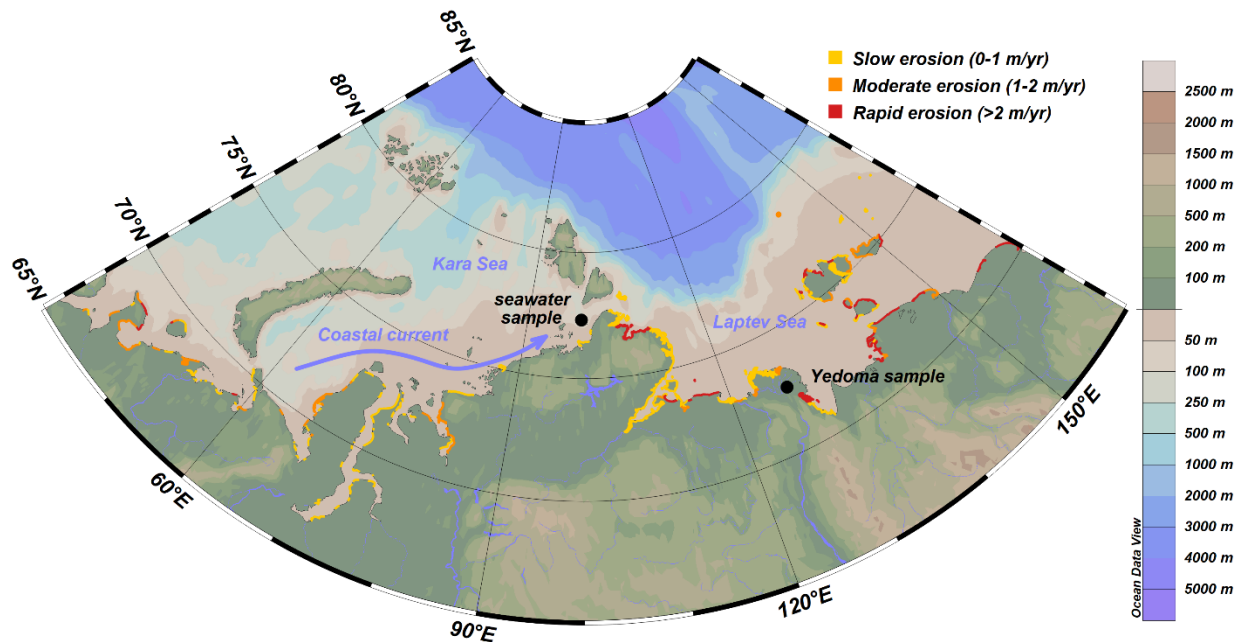 85°N
80°N
75°N
70°N
65°N
60°E
90°E
120°E
150°E
Kara Sea
seawater
sample
Coastal current
Laptev Sea
Yedoma sample
Slow erosion (0-1 m/yr)
Moderate erosion (1-2 m/yr)
Rapid erosion (>2 m/yr)
2500 m
2000 m
1500 m
1000 m
500 m
200 m
100 m
50 m
100 m
250 m
500 m
1000 m
2000 m
3000 m
4000 m
5000 m
Ocean Data View